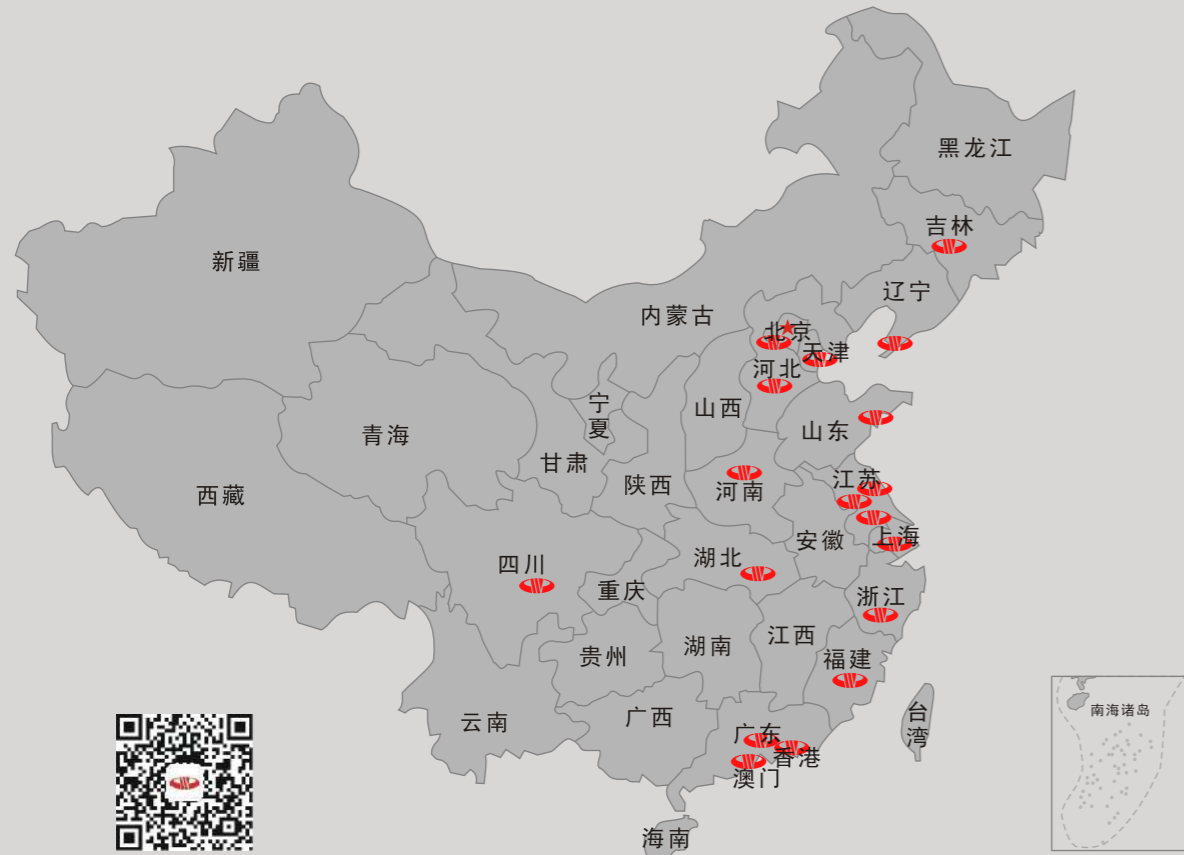 黑龙江
吉林
辽宁
新疆
内蒙古
北京
天津
河北
宁夏
山西
山东
青海
甘肃
陕西
河南
江苏
西藏
安徽
上海
四川
湖北
重庆
浙江
江西
湖南
贵州
福建
云南
广西
广东
台湾
香港
澳门
海南
南海诸岛